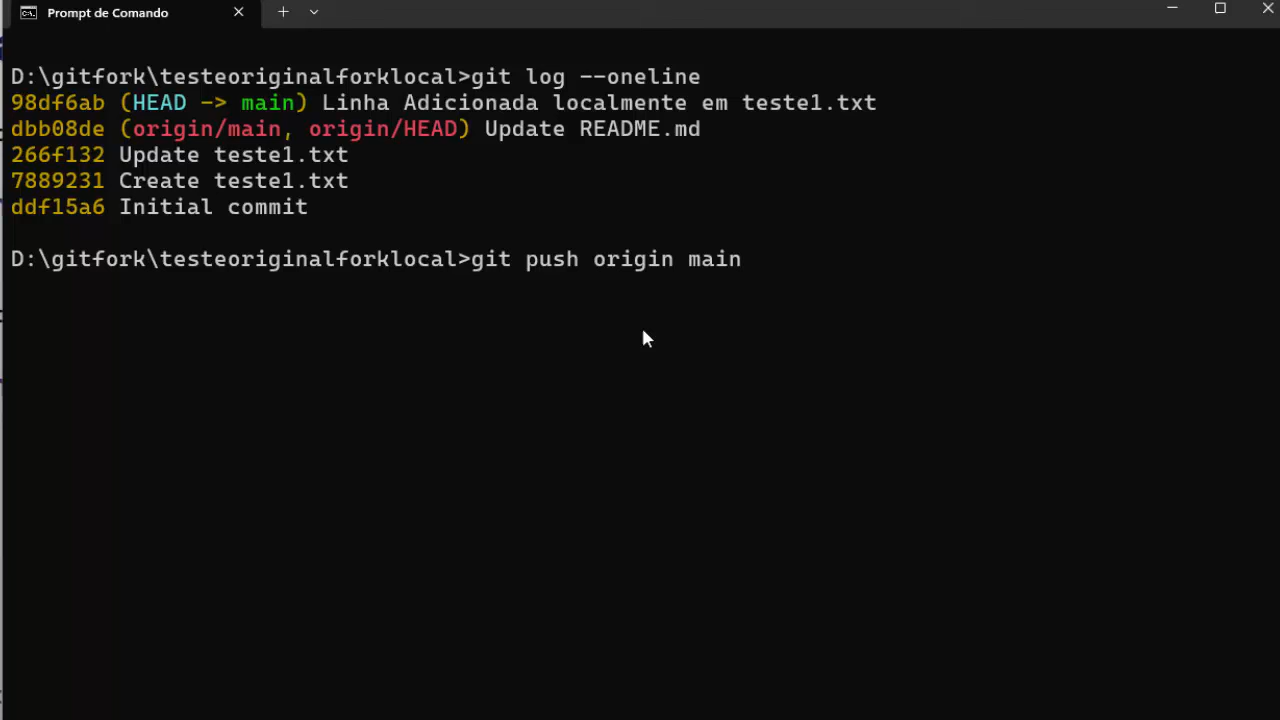 Prompt de Comando
D:\gitfork\testeoriginalforklocal>git log --oneline
98df6ab (HEAD -> main) Linha Adicionada localmente em teste1.txt
dbb08de (origin/main, origin/HEAD) Update README.md
266f132 Update teste1.txt
7889231 Create teste1.txt
ddf15a6 Initial commit
D:\gitfork\testeoriginalforklocal>git push origin main